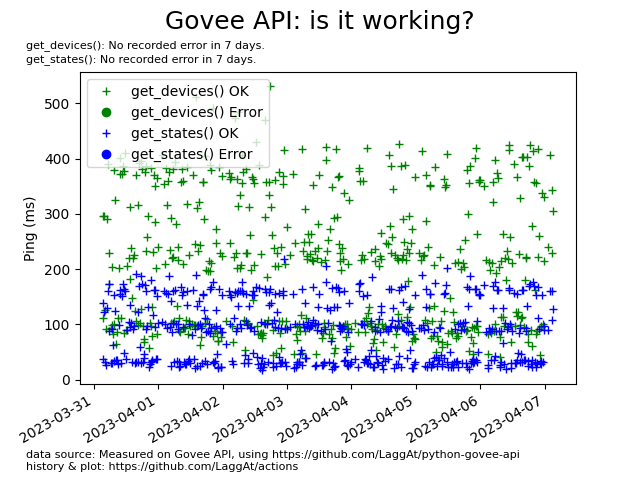 Govee API: is it working?
get_devices(): No recorded error in 7 days.
get_states(): No recorded error in 7 days.
get_devices() OK
get_devices() Error
get_states() OK
get_states() Error
500
400
300
200
100
0
Ping (ms)
2023-03-31
2023-04-01
2023-04-02
2023-04-03
2023-04-04
2023-04-05
2023-04-06
2023-04-07
data source: Measured on Govee API, using https://github.com/LaggAt/python-govee-api
history & plot: https://github.com/LaggAt/actions